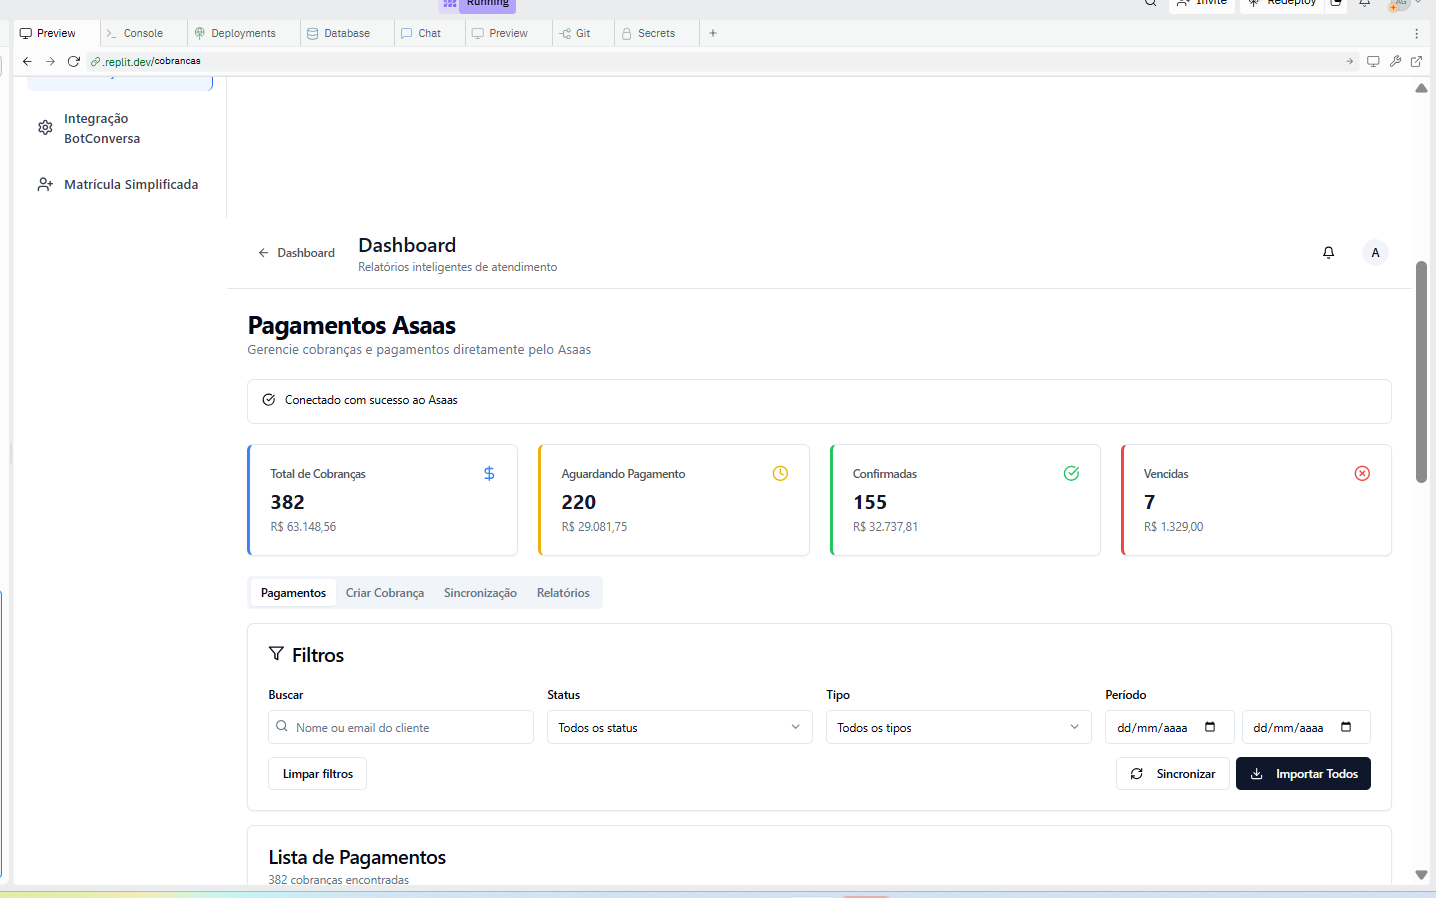 Running
Invite
Redeploy
Preview
Console
Deployments
Database
Chat
Preview
Git
Secrets
.replit.dev/cobrancas
Integração
BotConversa
Matrícula Simplificada
Dashboard
Dashboard
Relatórios inteligentes de atendimento
A
Pagamentos Asaas
Gerencie cobranças e pagamentos diretamente pelo Asaas
Conectado com sucesso ao Asaas
Total de Cobranças
382
R$ 63.148,56
Aguardando Pagamento
220
R$ 29.081,75
Confirmadas
155
R$ 32.737,81
Vencidas
7
R$ 1.329,00
Pagamentos
Criar Cobrança
Sincronização
Relatórios
Filtros
Buscar
Nome ou email do cliente
Status
Todos os status
Tipo
Todos os tipos
Período
dd/mm/aaaa
dd/mm/aaaa
Limpar filtros
Sincronizar
Importar Todos
Lista de Pagamentos
382 cobranças encontradas